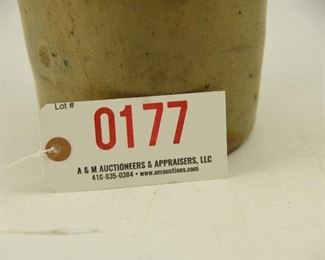 Lot #
0177
A & M AUCTIONEERS & APPRAISERS, LLC
410-835-0384 • www.amauctions.com